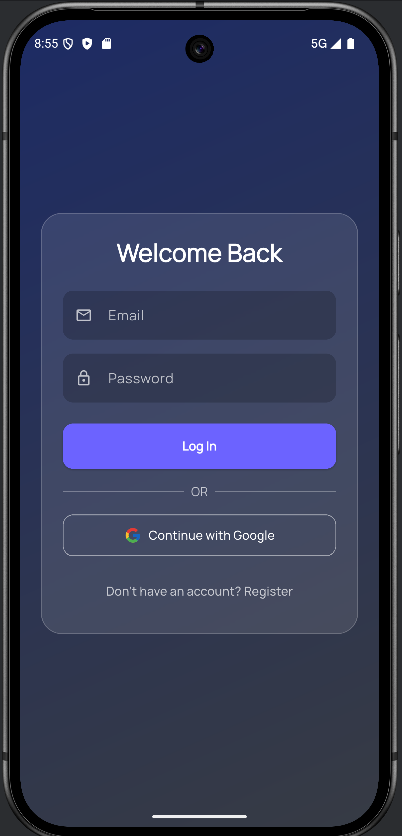 8:55 5G
Welcome Back
Email
Password
Log In
OR
Continue with Google
Don't have an account? Register